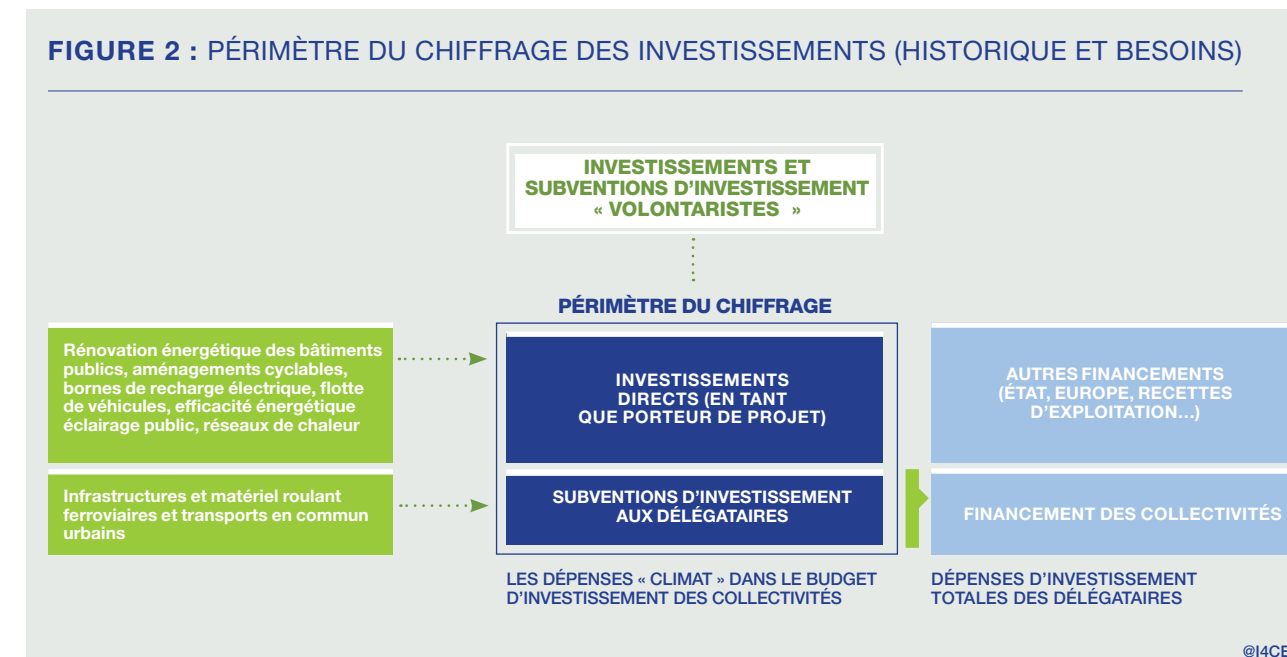 FIGURE 2 : PÉRIMÈTRE DU CHIFFRAGE DES INVESTISSEMENTS (HISTORIQUE ET BESOINS)
INVESTISSEMENTS ET
SUBVENTIONS D'INVESTISSEMENT
« VOLONTARISTES »
PÉRIMÈTRE DU CHIFFRAGE
Rénovation énergétique des bâtiments
publics, aménagements cyclables,
bornes de recharge électrique, flotte
de véhicules, efficacité énergétique
éclairage public, réseaux de chaleur
INVESTISSEMENTS
DIRECTS (EN TANT
QUE PORTEUR DE PROJET)
AUTRES FINANCEMENTS
(ÉTAT, EUROPE, RECETTES
D'EXPLOITATION...)
Infrastructures et matériel roulant
ferroviaires et transports en commun
urbains
SUBVENTIONS D'INVESTISSEMENT
AUX DÉLÉGATAIRES
FINANCEMENT DES COLLECTIVITÉS
LES DÉPENSES « CLIMAT » DANS LE BUDGET
D'INVESTISSEMENT DES COLLECTIVITÉS
DÉPENSES D'INVESTISSEMENT
TOTALES DES DÉLÉGATAIRES
@I4CE